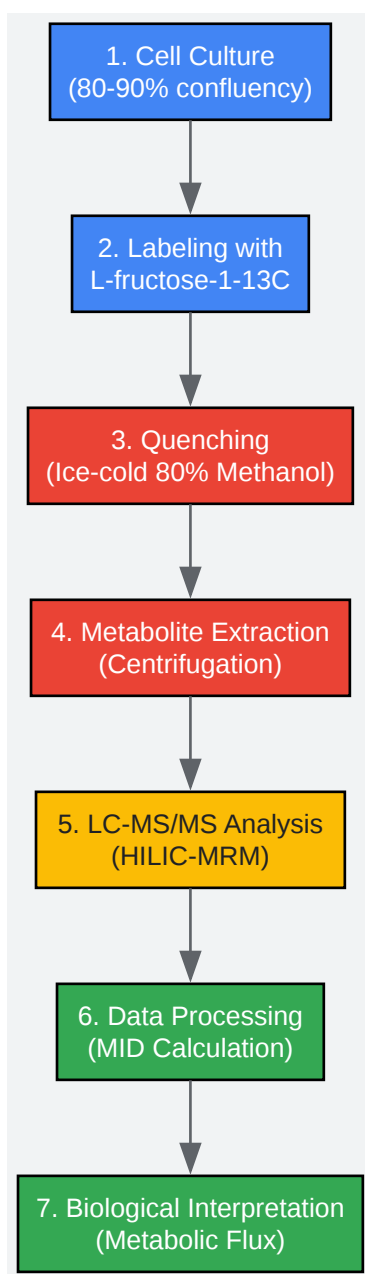 1. Cell Culture
(80-90% confluency)
2. Labeling with
L-fructose-1-13C
3. Quenching
(Ice-cold 80% Methanol)
4. Metabolite Extraction
(Centrifugation)
5. LC-MS/MS Analysis
(HILIC-MRM)
6. Data Processing
(MID Calculation)
7. Biological Interpretation
(Metabolic Flux)